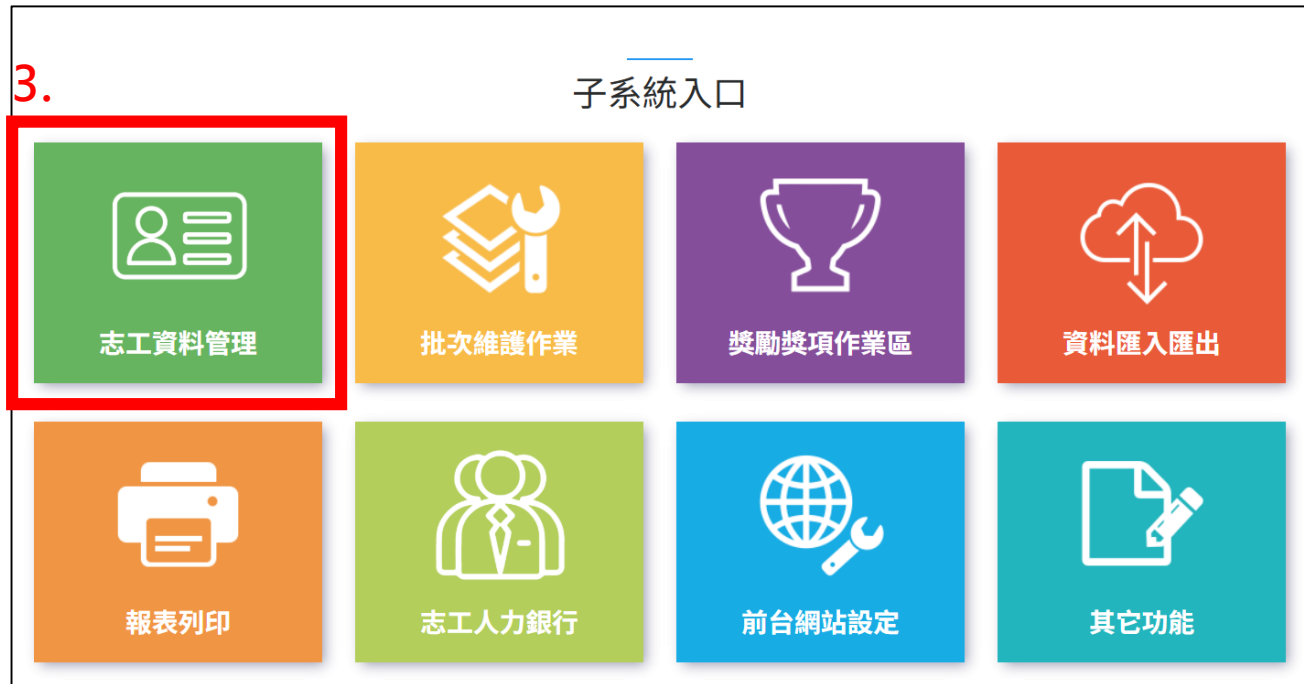 3.
子系統入口
志工資料管理
批次維護作業
獎勵獎項作業區
資料匯入匯出
報表列印
志工人力銀行
前台網站設定
其它功能